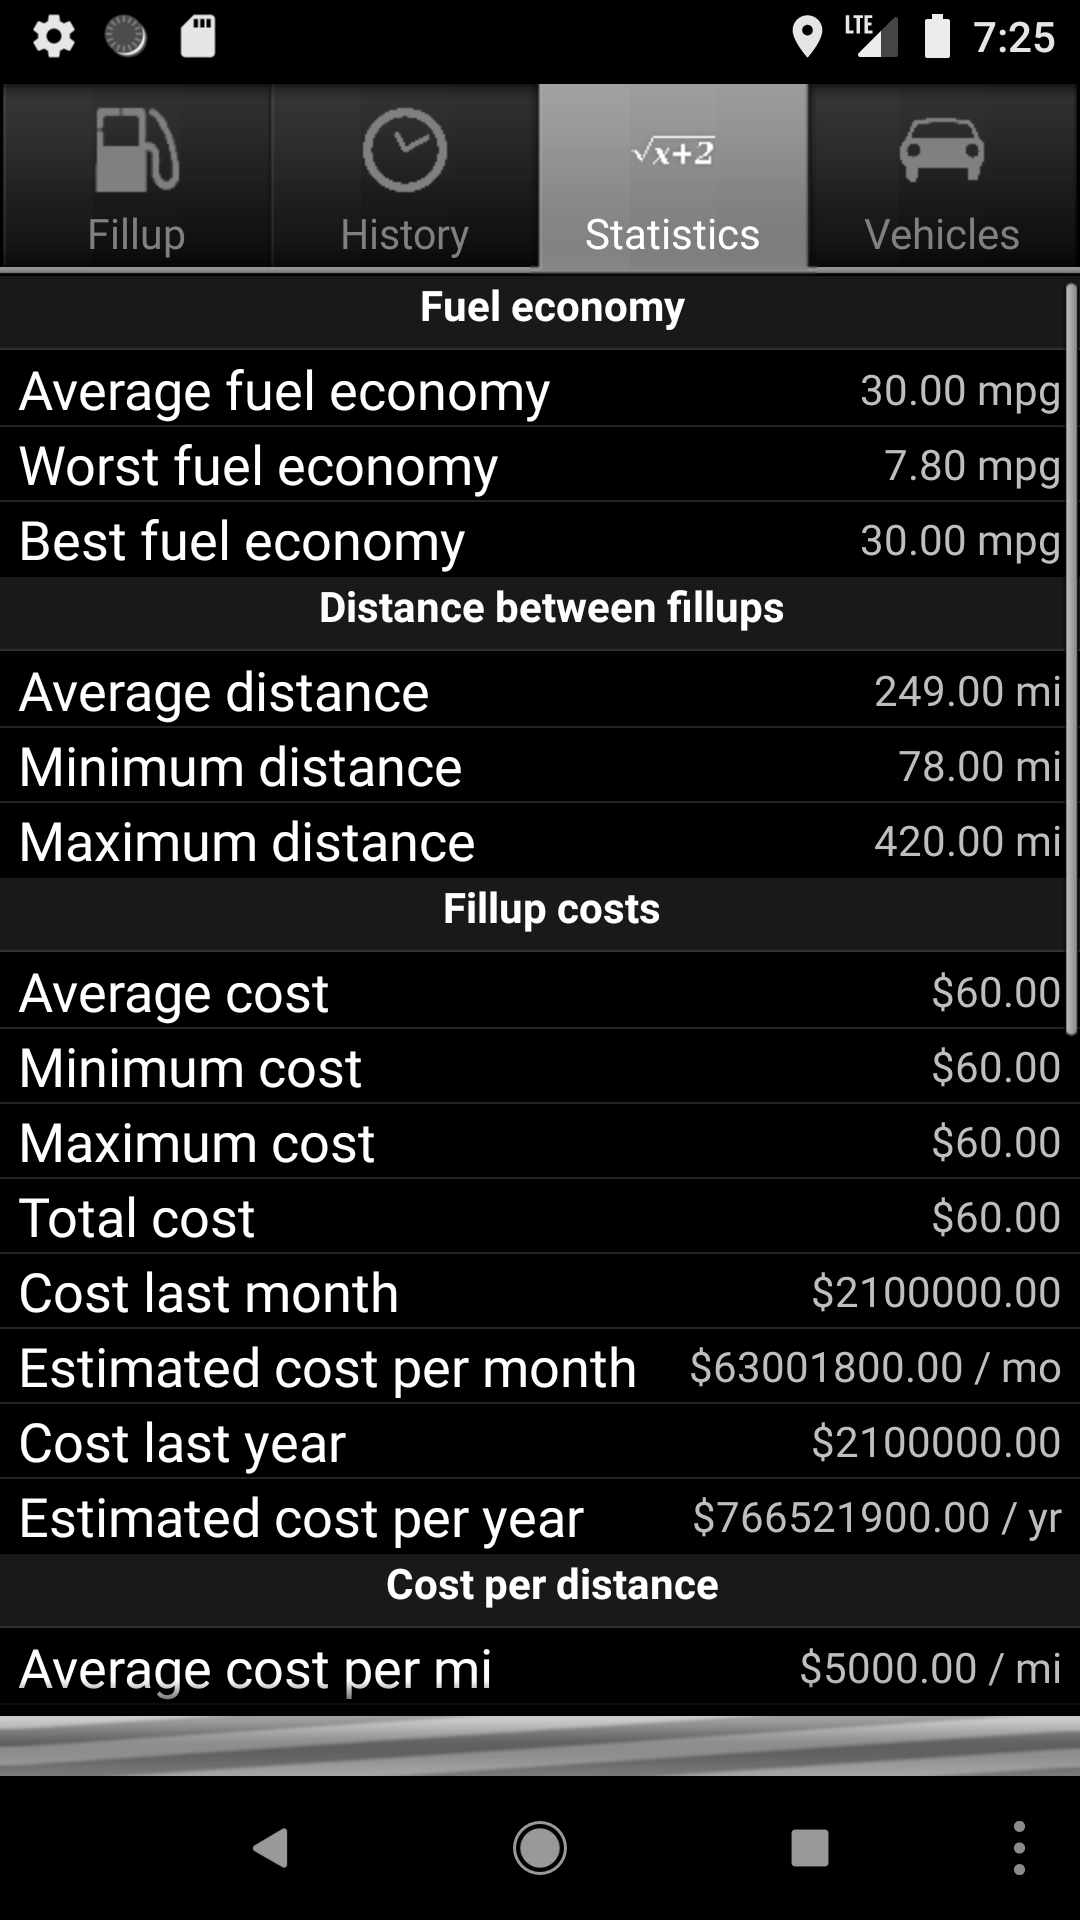 LTE 7:25
√x+2
Fillup History Statistics Vehicles
Fuel economy
Average fuel economy 30.00 mpg
Worst fuel economy 7.80 mpg
Best fuel economy 30.00 mpg
Distance between fillups
Average distance 249.00 mi
Minimum distance 78.00 mi
Maximum distance 420.00 mi
Fillup costs
Average cost $60.00
Minimum cost $60.00
Maximum cost $60.00
Total cost $60.00
Cost last month $2100000.00
Estimated cost per month $63001800.00 / mo
Cost last year $2100000.00
Estimated cost per year $766521900.00 / yr
Cost per distance
Average cost per mi $5000.00 / mi